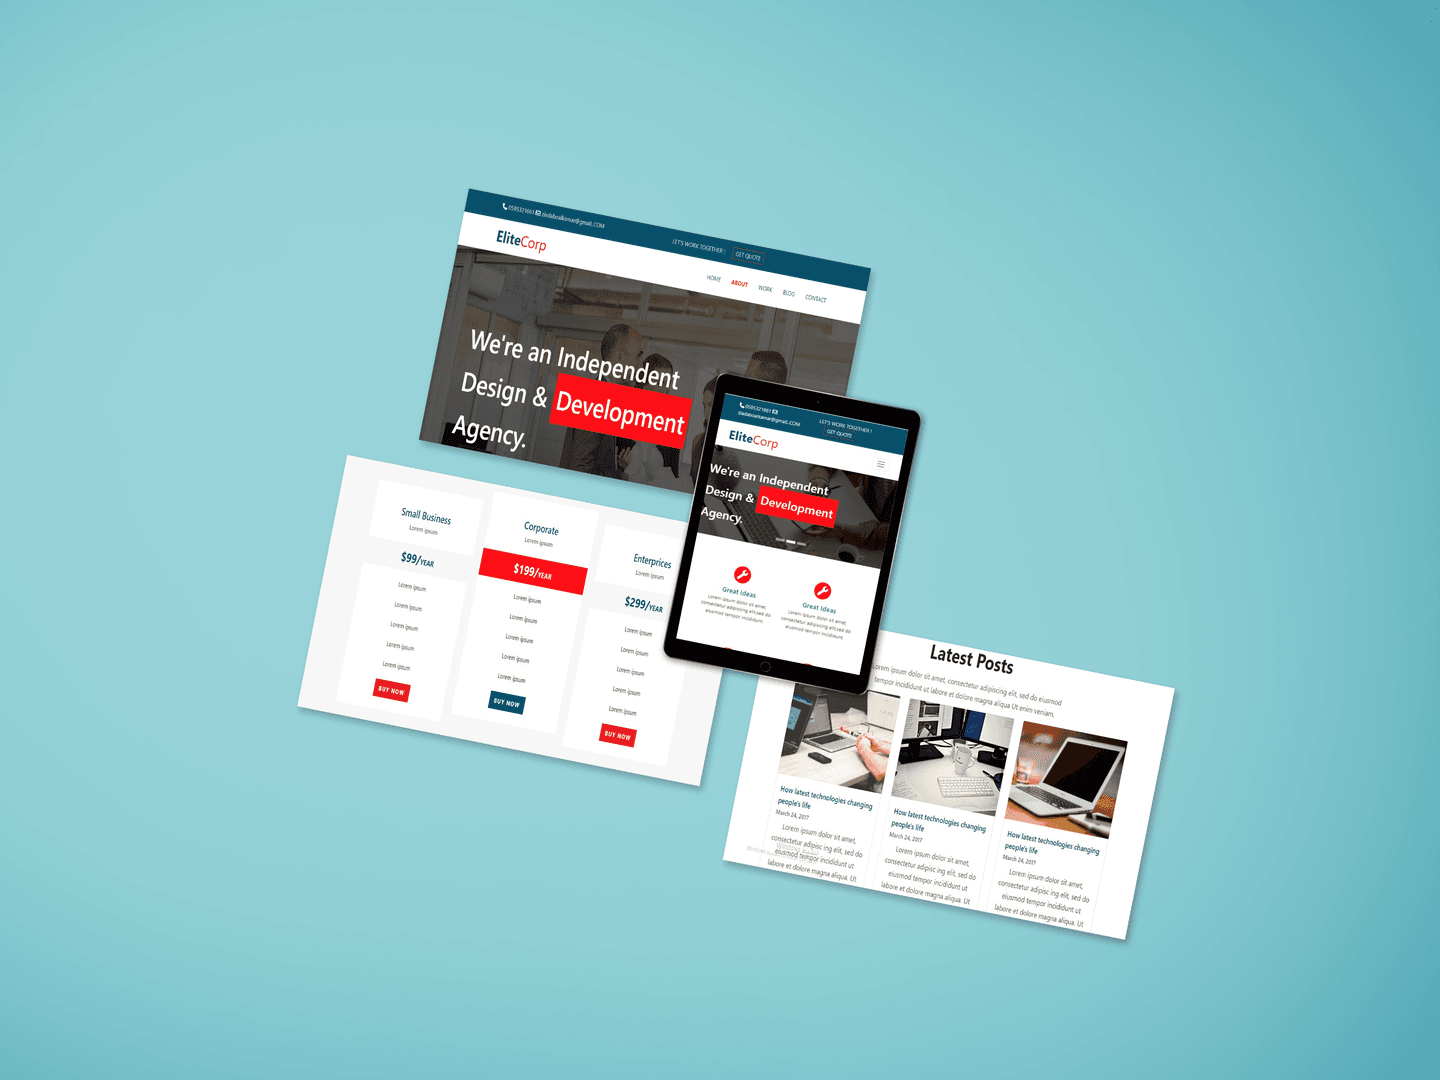 0595321661 ziadaboalkamar@gmail.COM
LET'S WORK TOGETHER ! GET QUOTE
EliteCorp
HOME ABOUT WORK BLOG CONTACT
We're an Independent
Design & Development
Agency.
0595321661
ziadaboalkamar@gmail.COM
LET'S WORK TOGETHER !
GET QUOTE
EliteCorp
We're an Independent
Design & Development
Agency.
Great Ideas
Lorem ipsum dolor sit amet,
consectetur adipiscing elit,sed do
eiusmod tempor incididunt.
Great Ideas
Lorem ipsum dolor sit amet,
consectetur adipiscing elit,sed do
eiusmod tempor incididunt.
Small Business
Lorem ipsum
$99/YEAR
Lorem ipsum
Lorem ipsum
Lorem ipsum
Lorem ipsum
Lorem ipsum
BUY NOW
Corporate
Lorem ipsum
$199/YEAR
Lorem ipsum
Lorem ipsum
Lorem ipsum
Lorem ipsum
Lorem ipsum
BUY NOW
Enterprices
Lorem ipsum
$299/YEAR
Lorem ipsum
Lorem ipsum
Lorem ipsum
Lorem ipsum
Lorem ipsum
BUY NOW
Latest Posts
Lorem ipsum dolor sit amet, consectetur adipiscing elit, sed do eiusmod
tempor incididunt ut labore et dolore magna aliqua Ut enim veniam.
How latest technologies changing
people's life
March 24, 2017
Lorem ipsum dolor sit amet,
consectetur adipisc ing elit, sed do
eiusmod tempor incididunt ut
labore et dolore magna aliqua. Ut
How latest technologies changing
people's life
March 24, 2017
Lorem ipsum dolor sit amet,
consectetur adipisc ing elit, sed do
eiusmod tempor incididunt ut
labore et dolore magna aliqua. Ut
How latest technologies changing
people's life
March 24, 2017
Lorem ipsum dolor sit amet,
consectetur adipisc ing elit, sed do
eiusmod tempor incididunt ut
labore et dolore magna aliqua. Ut